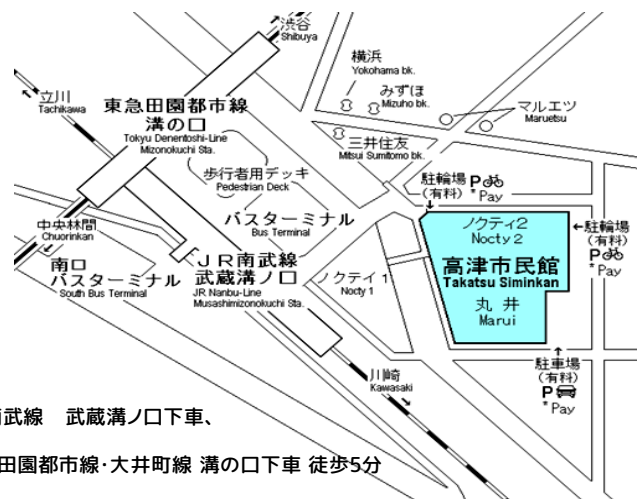 渋谷
Shibuya
横浜
Yokohama bk.
みずほ
Mizuho bk.
マルエツ
Maruetsu
三井住友
Mitsui Sumitomo bk.
立川
Tachikawa
東急田園都市線
溝の口
Tokyu Denentoshi-Line
Mizonokuchi Sta.
歩行者用デッキ
Pedestrian Deck
駐輪場
(有料)
P
*Pay
バスターミナル
Bus Terminal
中央林間
Chuorinkan
南口
バスターミナル
South Bus Terminal
JR南武線
武蔵溝ノ口
JR Nanbu-Line
Musashimizonokuchi Sta.
ノクティ1
Nocty 1
ノクティ2
Nocty 2
高津市民館
Takatsu Siminkan
丸井
Marui
駐輪場
(有料)
P
*Pay
駐車場
(有料)
P
*Pay
川崎
Kawasaki
南武線 武蔵溝ノ口下車、
田園都市線・大井町線 溝の口下車 徒歩5分